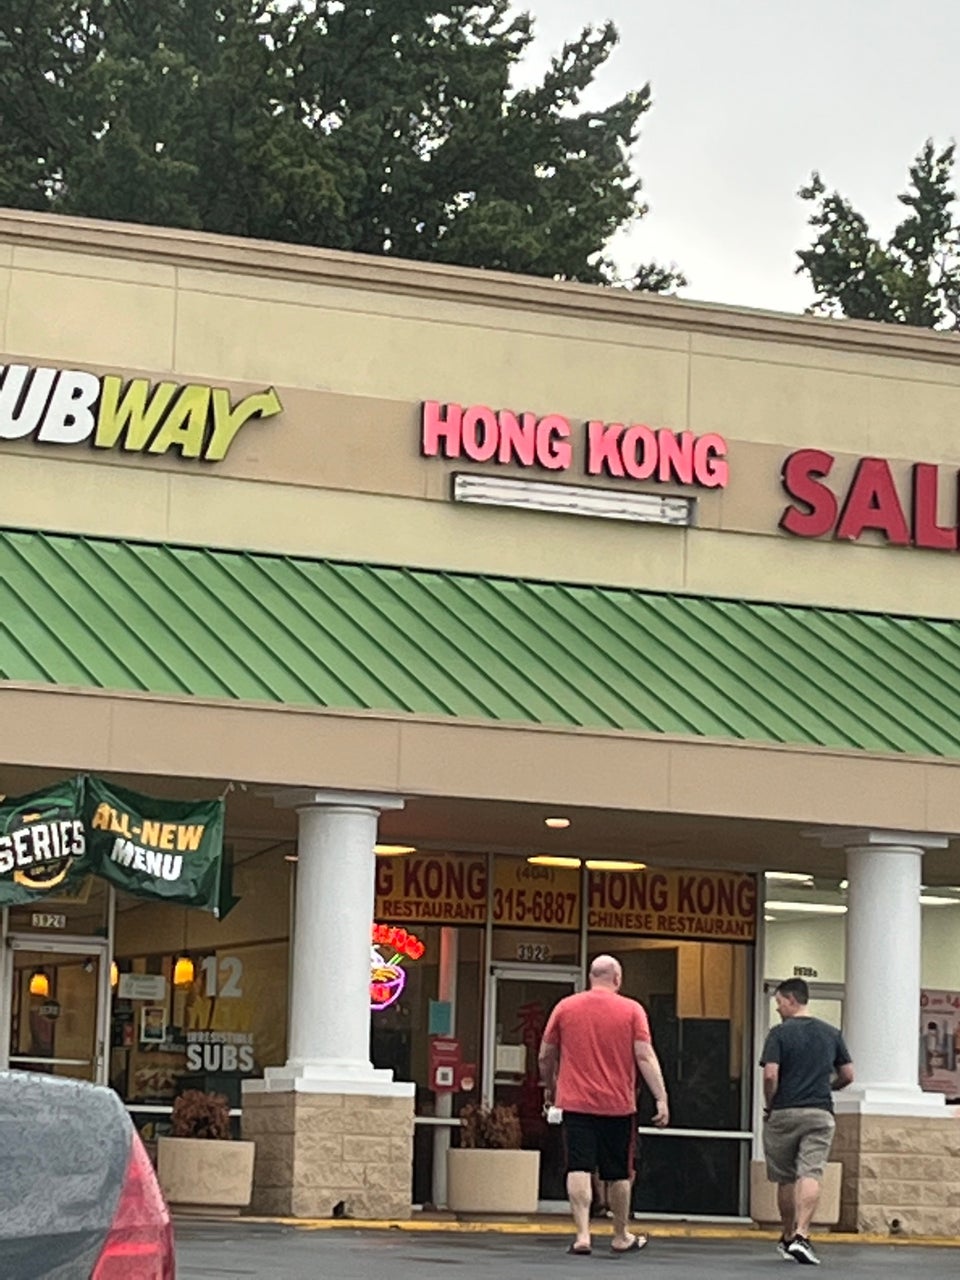 UBWAY
HONG KONG
SAL
SERIES
ALL-NEW
MENU
G KONG
RESTAURANT
(404)
315-6887
HONG KONG
CHINESE RESTAURANT
3926
3928
12
IRRESISTIBLE
SUBS